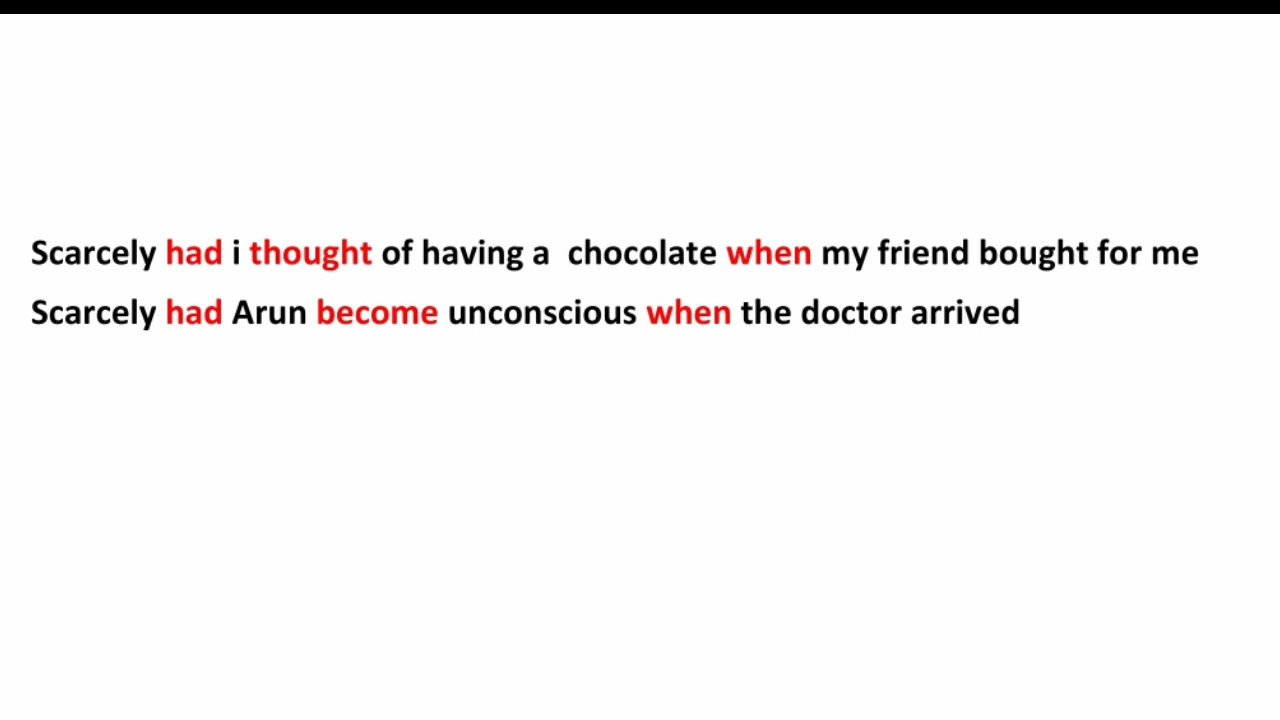 Scarcely had i thought of having a  chocolate when my friend bought for me
Scarcely had Arun become unconscious when the doctor arrived